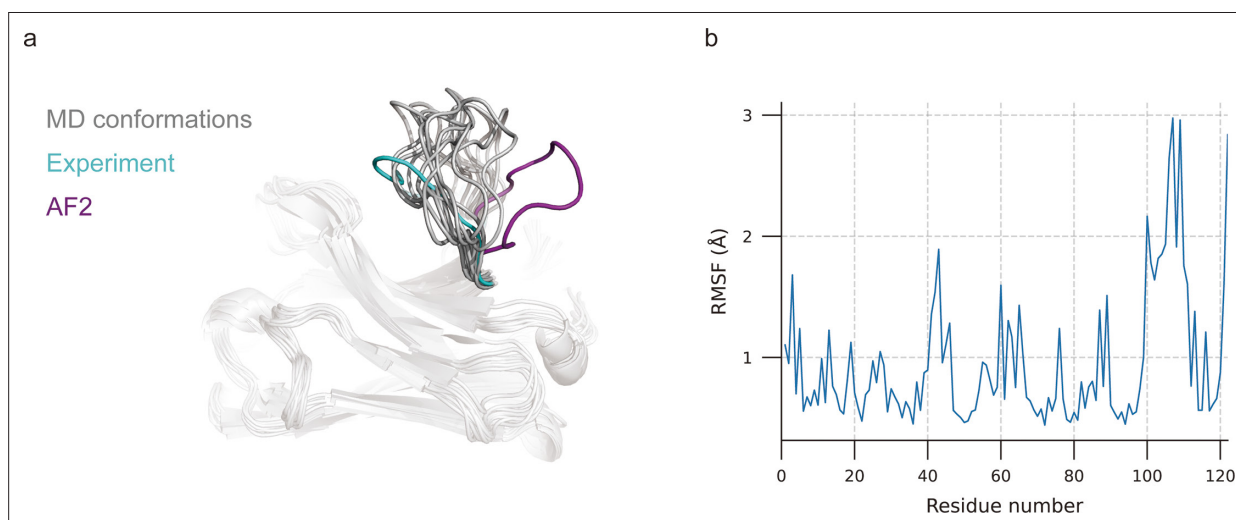 a
MD conformations
Experiment
AF2
b
RMSF (Å)
3
2
1
0
20
40
60
80
100
120
Residue number